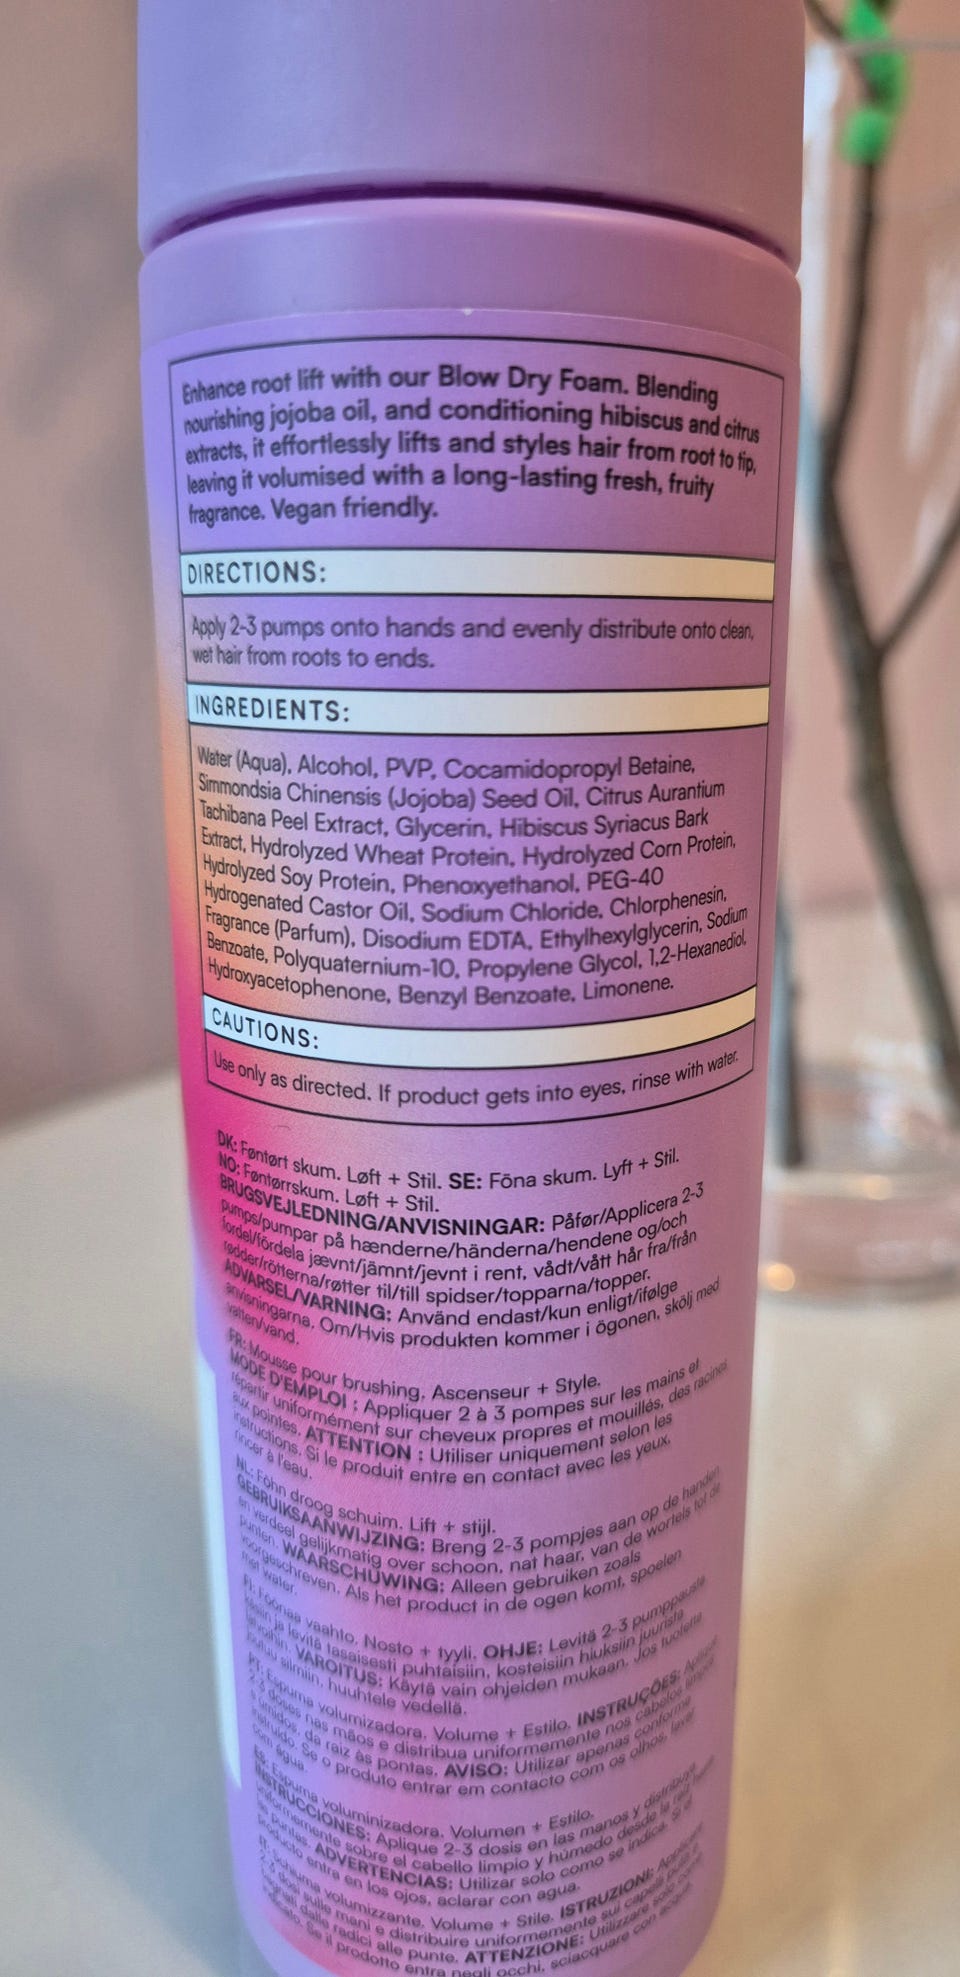 Enhance root lift with our Blow Dry Foam. Blending
nourishing jojoba oil, and conditioning hibiscus and citrus
extracts, it effortlessly lifts and styles hair from root to tip,
leaving it volumised with a long-lasting fresh, fruity
fragrance. Vegan friendly.
DIRECTIONS:
Apply 2-3 pumps onto hands and evenly distribute onto clean,
wet hair from roots to ends.
INGREDIENTS:
Water (Aqua), Alcohol, PVP, Cocamidopropyl Betaine,
Simmondsia Chinensis (Jojoba) Seed Oil, Citrus Aurantium
Tachibana Peel Extract, Glycerin, Hibiscus Syriacus Bark
Extract, Hydrolyzed Wheat Protein, Hydrolyzed Corn Protein,
Hydrolyzed Soy Protein, Phenoxyethanol, PEG-40
Hydrogenated Castor Oil, Sodium Chloride, Chlorphenesin,
Fragrance (Parfum), Disodium EDTA, Ethylhexylglycerin, Sodium
Benzoate, Polyquaternium-10, Propylene Glycol, 1,2-Hexanediol,
Hydroxyacetophenone, Benzyl Benzoate, Limonene.
CAUTIONS:
Use only as directed. If product gets into eyes, rinse with water.
DK: Føntørt skum. Løft + Stil. SE: Föna skum. Lyft + Stil.
NO: Føntørrskum. Løft + Stil.
BRUGSVEJLEDNING/ANVISNINGAR: Påfør/Applicera 2-3
pumps/pumpar på hænderne/händerna/hendene og/och
fordel/fördela jævnt/jämnt/jevnt i rent, vådt/vått hår fra/från
rødder/rötterna/røtter til/till spidser/topparna/topper.
ADVARSEL/VARNING: Använd endast/kun enligt/ifølge
anvisningarna. Om/Hvis produkten kommer i ögonen, skölj med
vatten/vand.
FR: Mousse pour brushing. Ascenseur + Style.
MODE D'EMPLOI : Appliquer 2 à 3 pompes sur les mains et
répartir uniformément sur cheveux propres et mouillés, des racines
aux pointes. ATTENTION : Utiliser uniquement selon les
instructions. Si le produit entre en contact avec les yeux,
rincer à l'eau.
NL: Föhn droog schuim. Lift + stijl.
GEBRUIKSAANWIJZING: Breng 2-3 pompjes aan op de handen
en verdeel gelijkmatig over schoon, nat haar, van de wortels tot de
punten. WAARSCHUWING: Alleen gebruiken zoals
voorgeschreven. Als het product in de ogen komt, spoelen
met water.
FI: Föönaa vaahto. Nosto + tyyli. OHJE: Levitä 2-3 pumppausta
käsiin ja levitä tasaisesti puhtaisiin, kosteisiin hiuksiin juurista
latvoihin. VAROITUS: Käytä vain ohjeiden mukaan. Jos tuotetta
joutuu silmiin, huuhtele vedellä.
PT: Espuma volumizadora. Volume + Estilo. INSTRUÇÕES: Aplique
2-3 doses nas mãos e distribua uniformemente nos cabelos limpos
e úmidos, da raiz às pontas. AVISO: Utilizar apenas conforme
instruído. Se o produto entrar em contacto com os olhos, lavar
com água.
ES: Espuma voluminizadora. Volumen + Estilo.
INSTRUCCIONES: Aplique 2-3 dosis en las manos y distribuya
uniformemente sobre el cabello limpio y húmedo desde la raíz hasta
las puntas. ADVERTENCIAS: Utilizar solo como se indica. Si el
producto entra en los ojos, aclarar con agua.
IT: Schiuma volumizzante. Volume + Stile. ISTRUZIONI: Applicare
2-3 dosi sulle mani e distribuire uniformemente sui capelli puliti e
bagnati dalle radici alle punte. ATTENZIONE: Utilizzare solo come
indicato. Se il prodotto entra negli occhi, sciacquare con acqua.